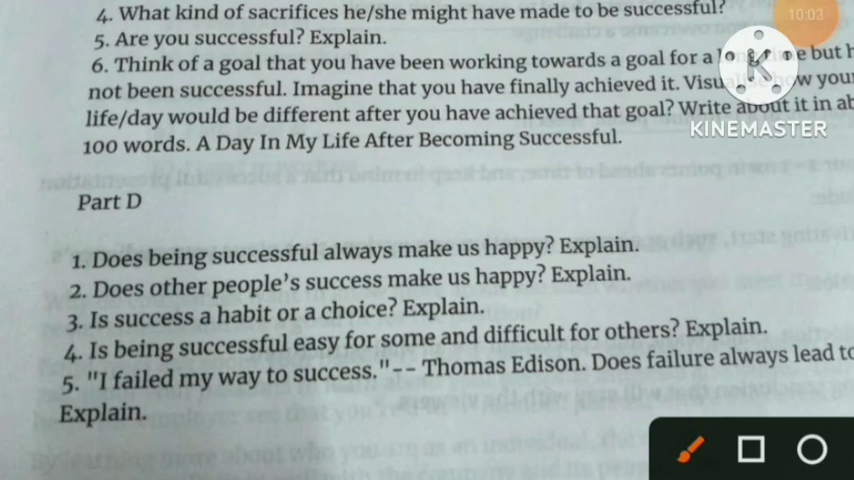 4. What kind of sacrifices he/she might have made to be successful?
10:03
5. Are you successful? Explain.
6. Think of a goal that you have been working towards a goal for a but
not been successful. Imagine that you have finally achieved it. your
life/day would be different after you have achieved that goal? Write about it in
100 words. A Day In My Life After Becoming Successful.
KINEMASTER
Part D
1. Does being successful always make us happy? Explain.
2. Does other people's success make us happy? Explain.
3. Is success a habit or a choice? Explain.
4. Is being successful easy for some and difficult for others? Explain.
5. "I failed my way to success."-- Thomas Edison. Does failure always lead to
Explain.